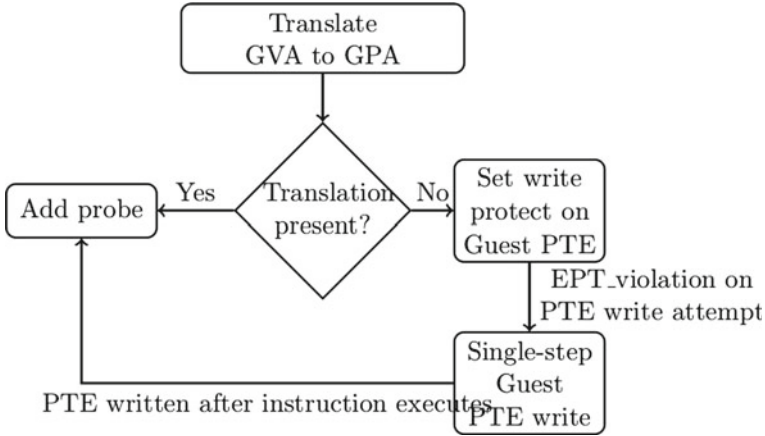 Translate
GVA to GPA
Translation
present?
Yes
No
Add probe
Set write
protect on
Guest PTE
EPT_violation on
PTE write attempt
Single-step
Guest
PTE write
PTE written after instruction executes